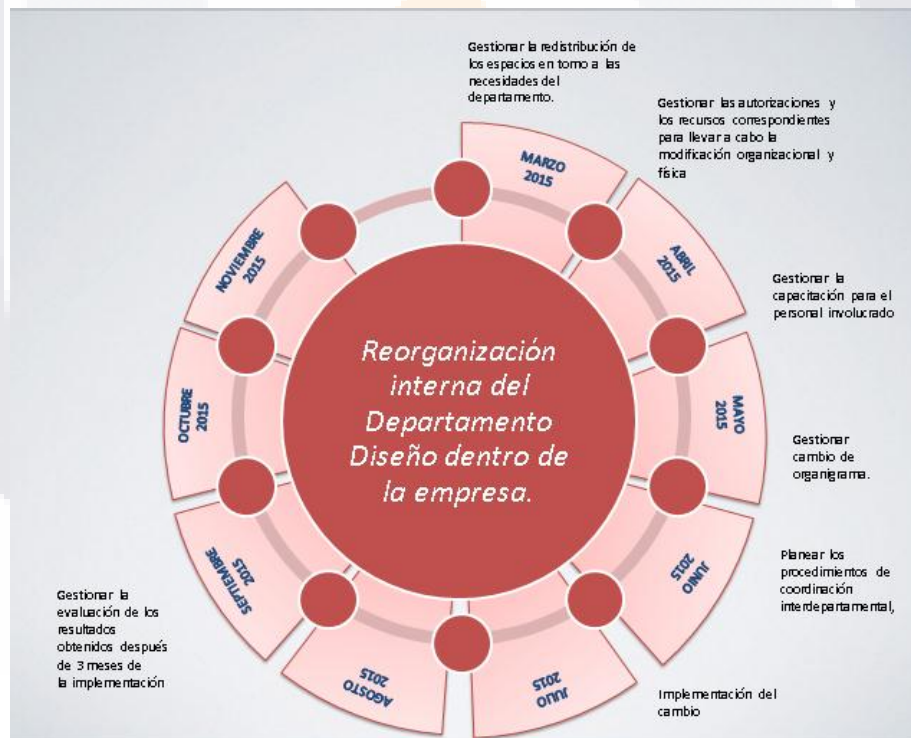 Gestionar la redistribución de
los espacios en torno a las
necesidades del
departamento.
Gestionar las autorizaciones y
los recursos correspondientes
para llevar a cabo la
modificación organizacional y
física
MARZO
2015
ABRIL
2015
Gestionar la
capacitación para el
personal involucrado
MAYO
2015
Gestionar
cambio de
organigrama.
JUNIO
2015
Planear los
procedimientos de
coordinación
interdepartamental,
JULIO
2015
Implementación del
cambio
AGOSTO
2015
SEPTIEMBRE
2015
Gestionar la
evaluación de los
resultados
obtenidos después
de 3 meses de
la implementación
OCTUBRE
2015
NOVIEMBRE
2015
Reorganización
interna del
Departamento
Diseño dentro de
la empresa.